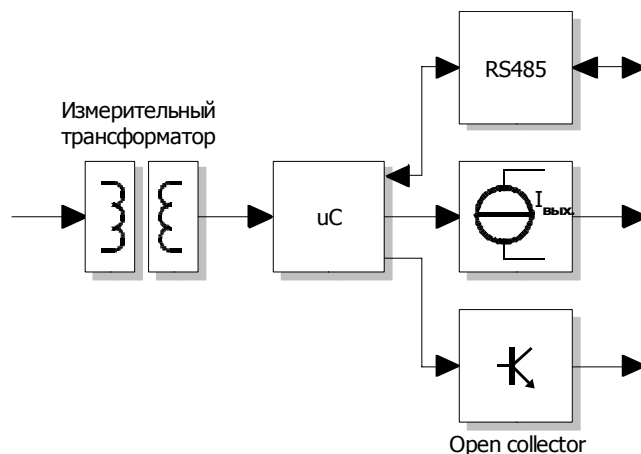 RS485
Измерительный
трансформатор
uC
Iвых.
Open collector